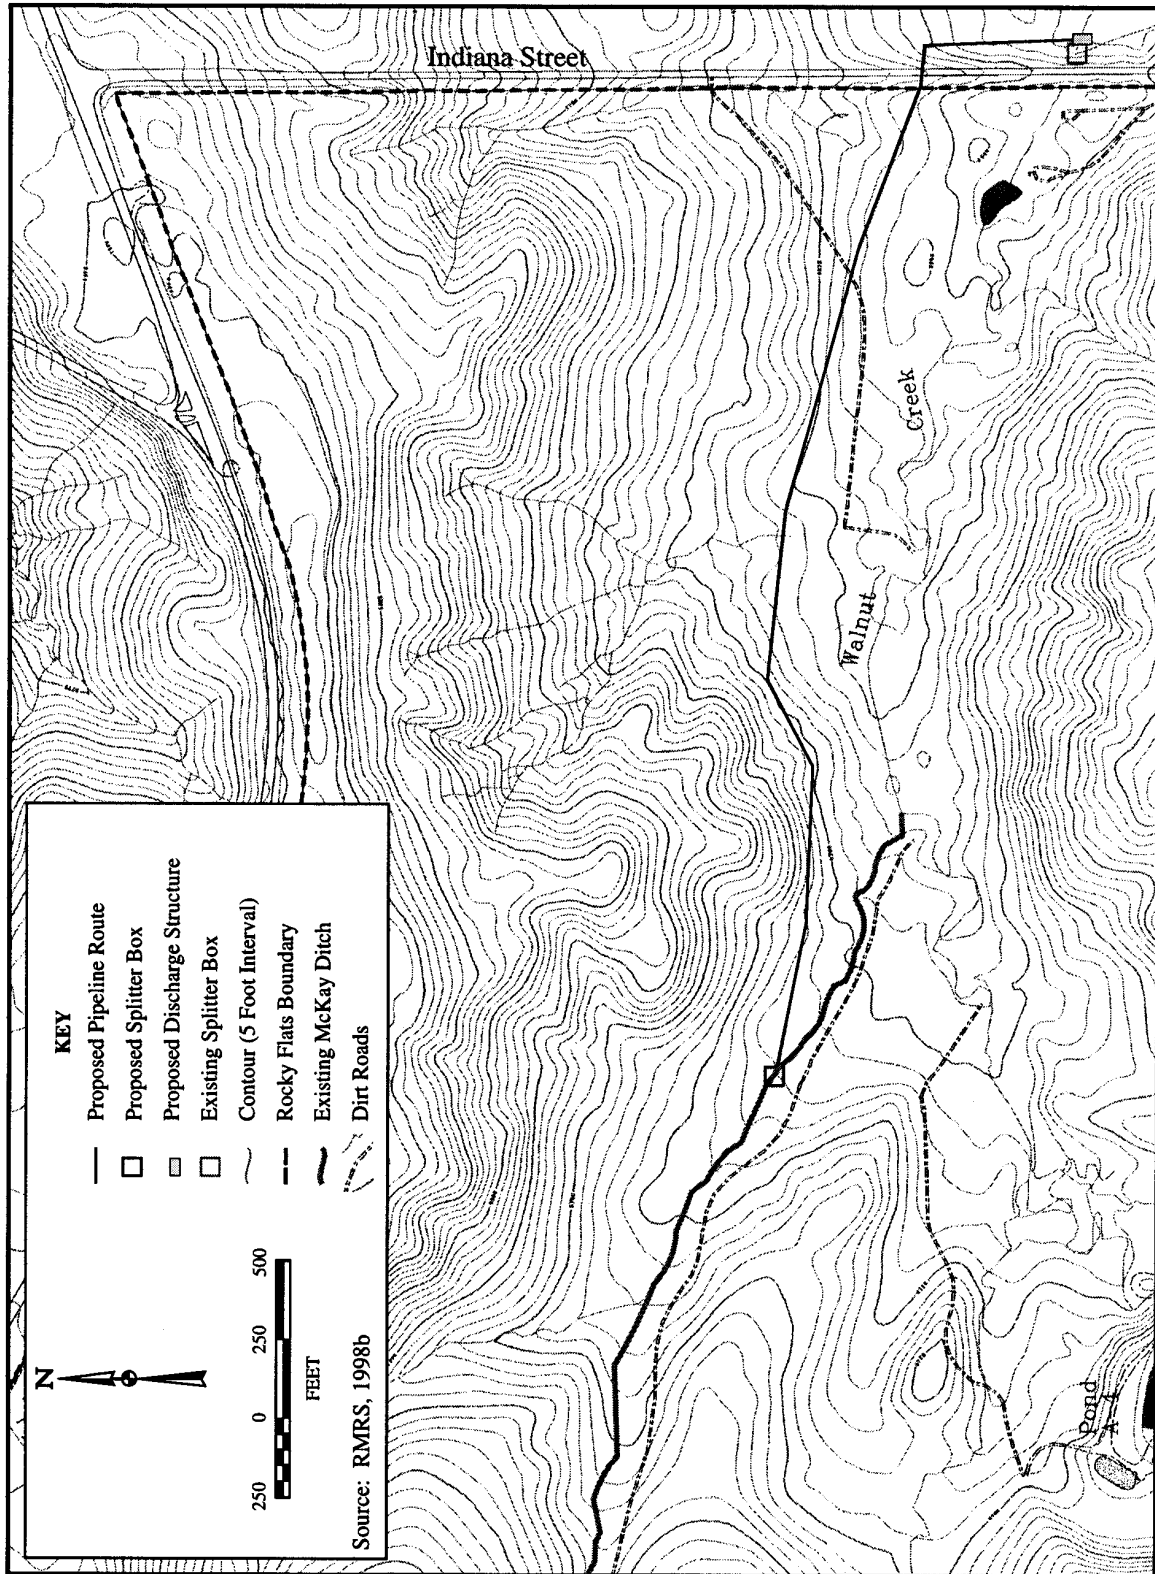 Indiana Street
Creek
Walnut
Pond
A-4
KEY
Proposed Pipeline Route
Proposed Splitter Box
Proposed Discharge Structure
Existing Splitter Box
Contour (5 Foot Interval)
Rocky Flats Boundary
Existing McKay Ditch
Dirt Roads
N
250 0 250 500
FEET
Source: RMRS, 1998b